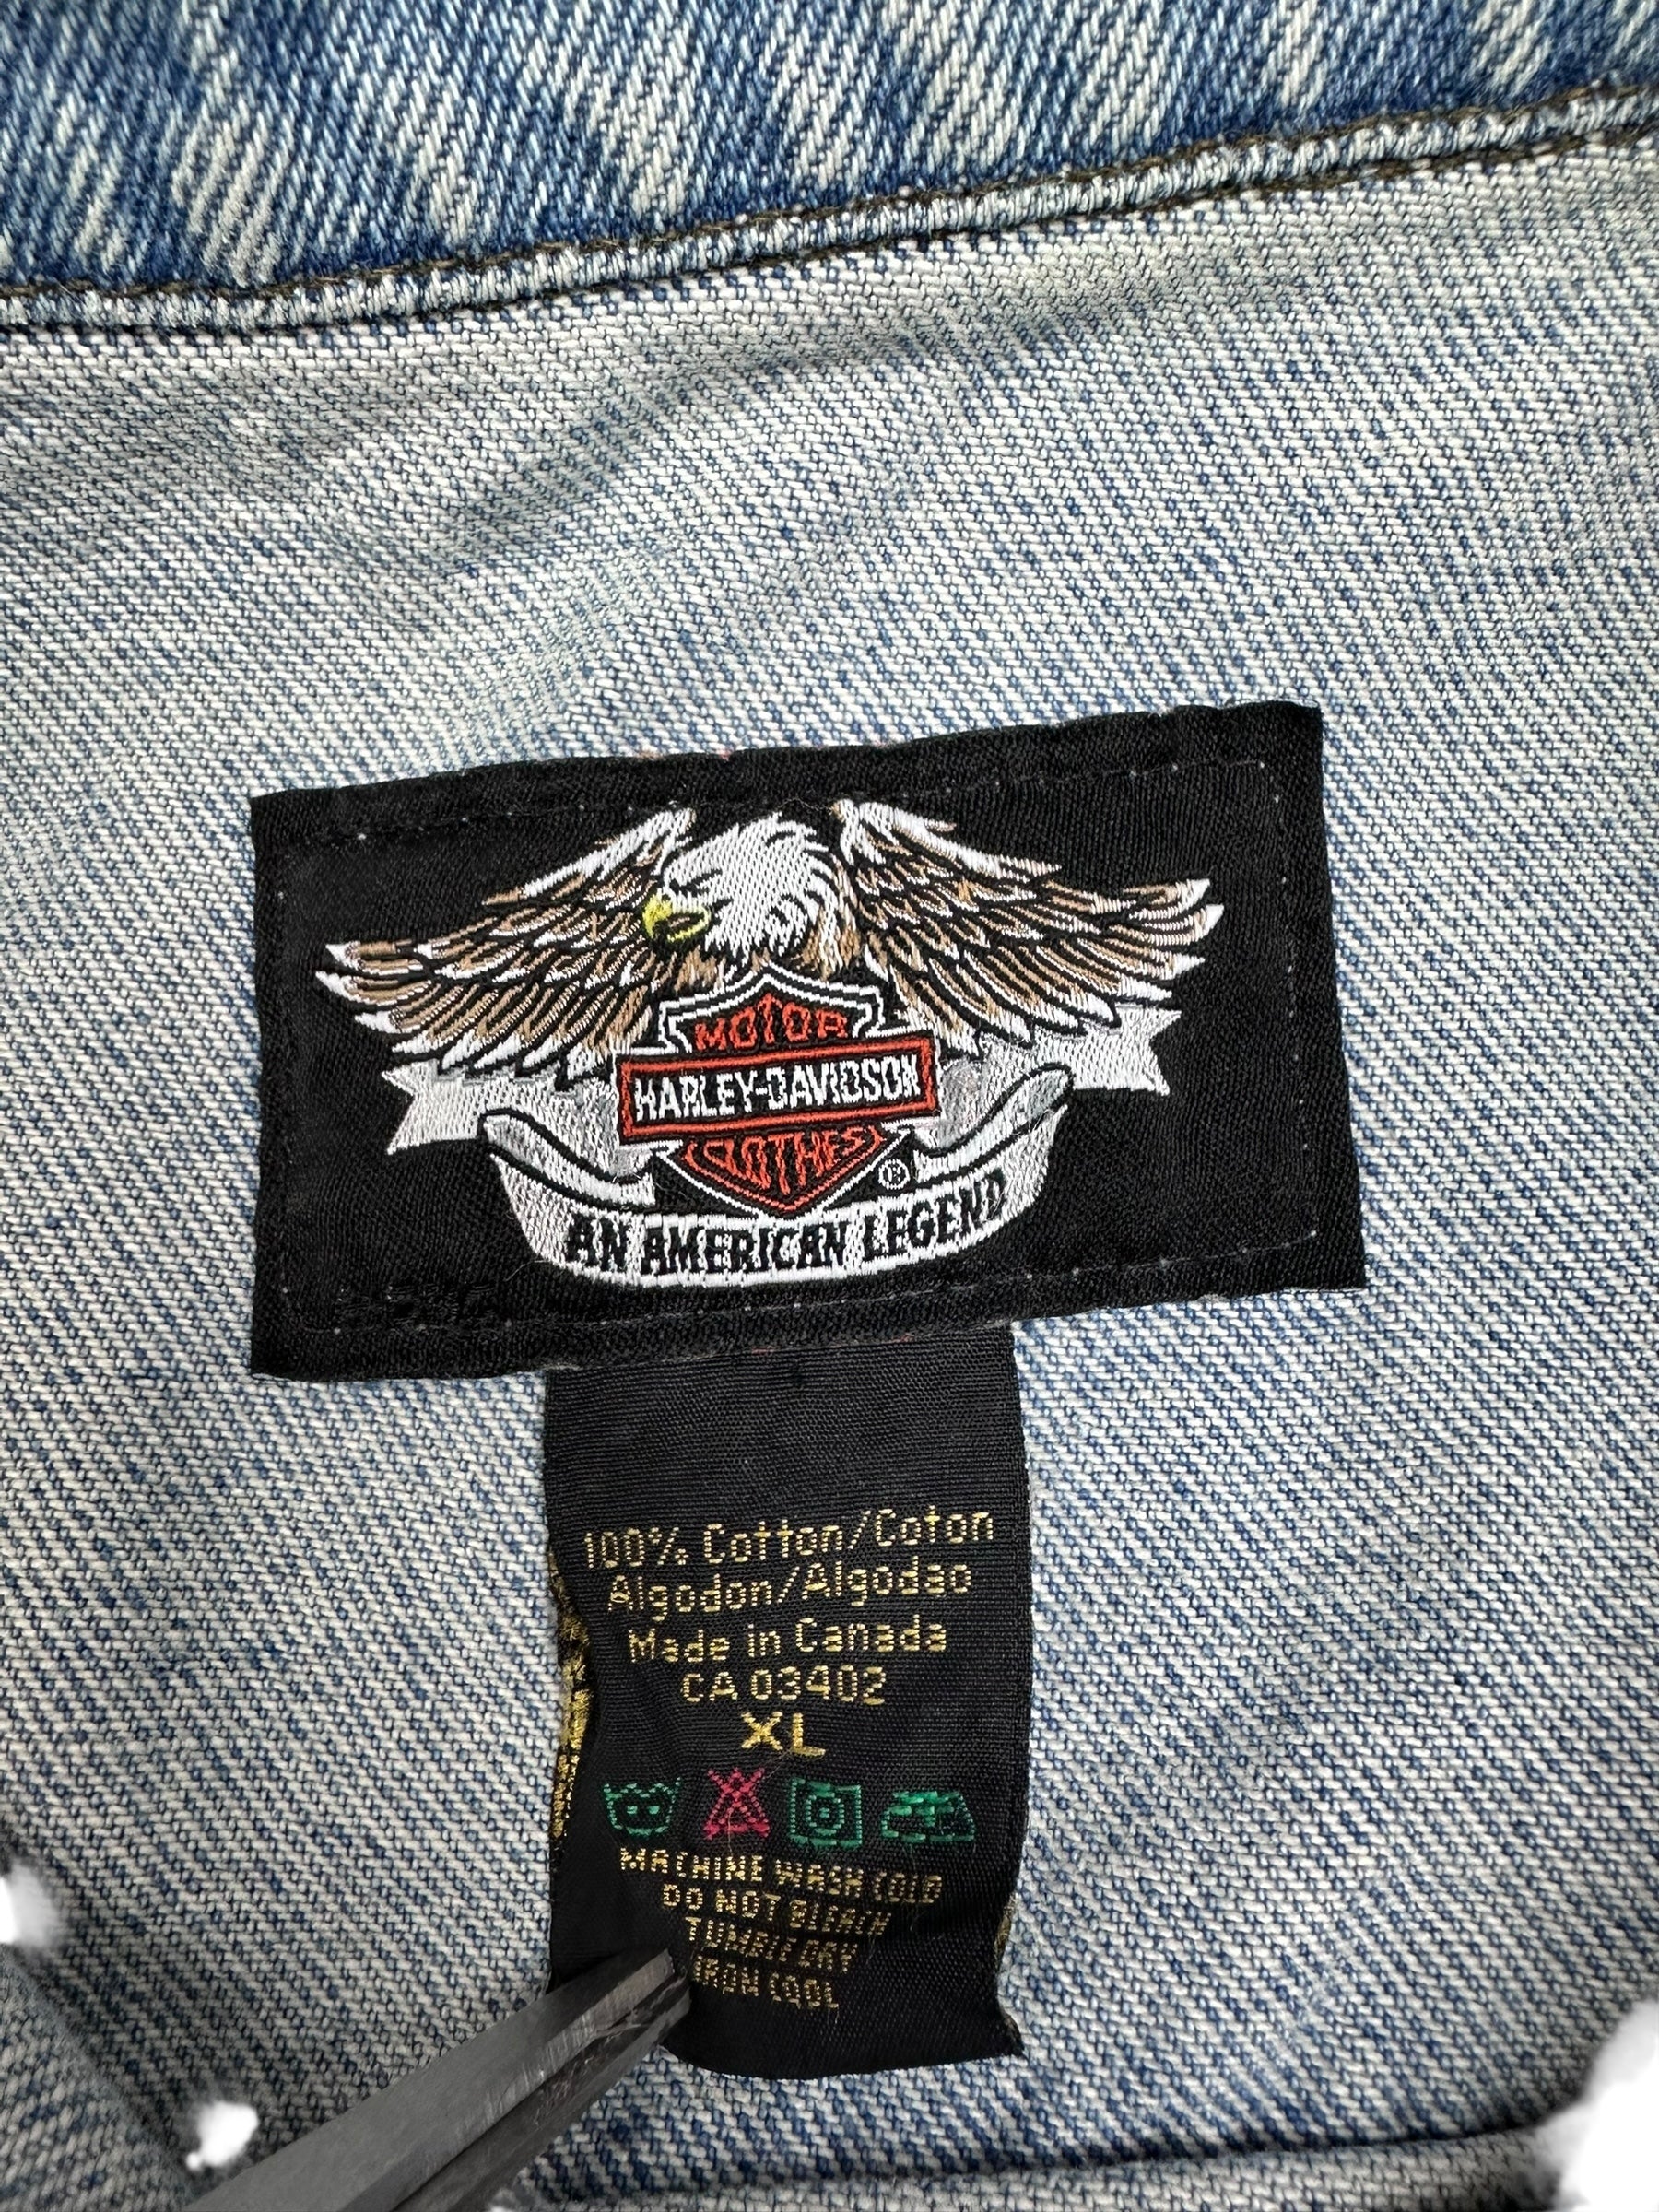 MOTOR
HARLEY-DAVIDSON
CLOTHES
®
AN AMERICAN LEGEND
100% Cotton/Coton
Algodon/Algodao
Made in Canada
CA 03402
XL
MACHINE WASH COLD
DO NOT BLEACH
TUMBLE DRY
IRON COOL